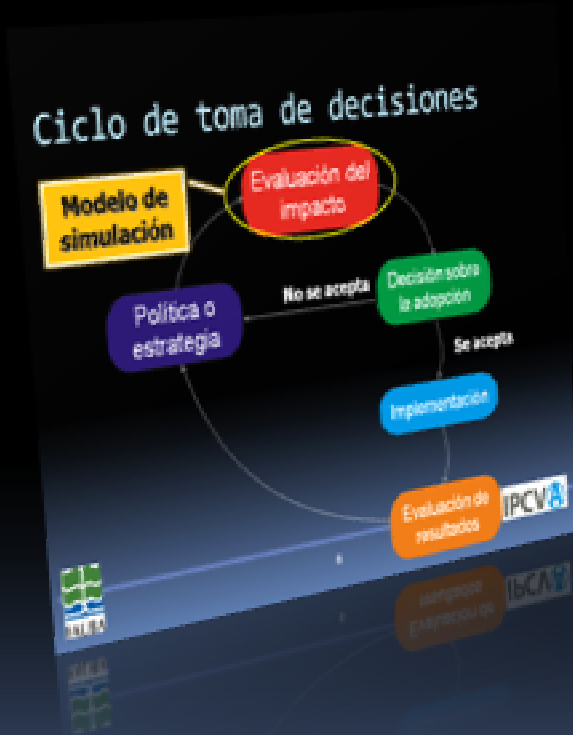 Ciclo de toma de decisiones
Modelo de
simulación
Evaluación del
impacto
Decisión sobre
la adopción
No se acepta
Política o
estrategia
Se acepta
Implementación
Evaluación de
resultados
IPCVA